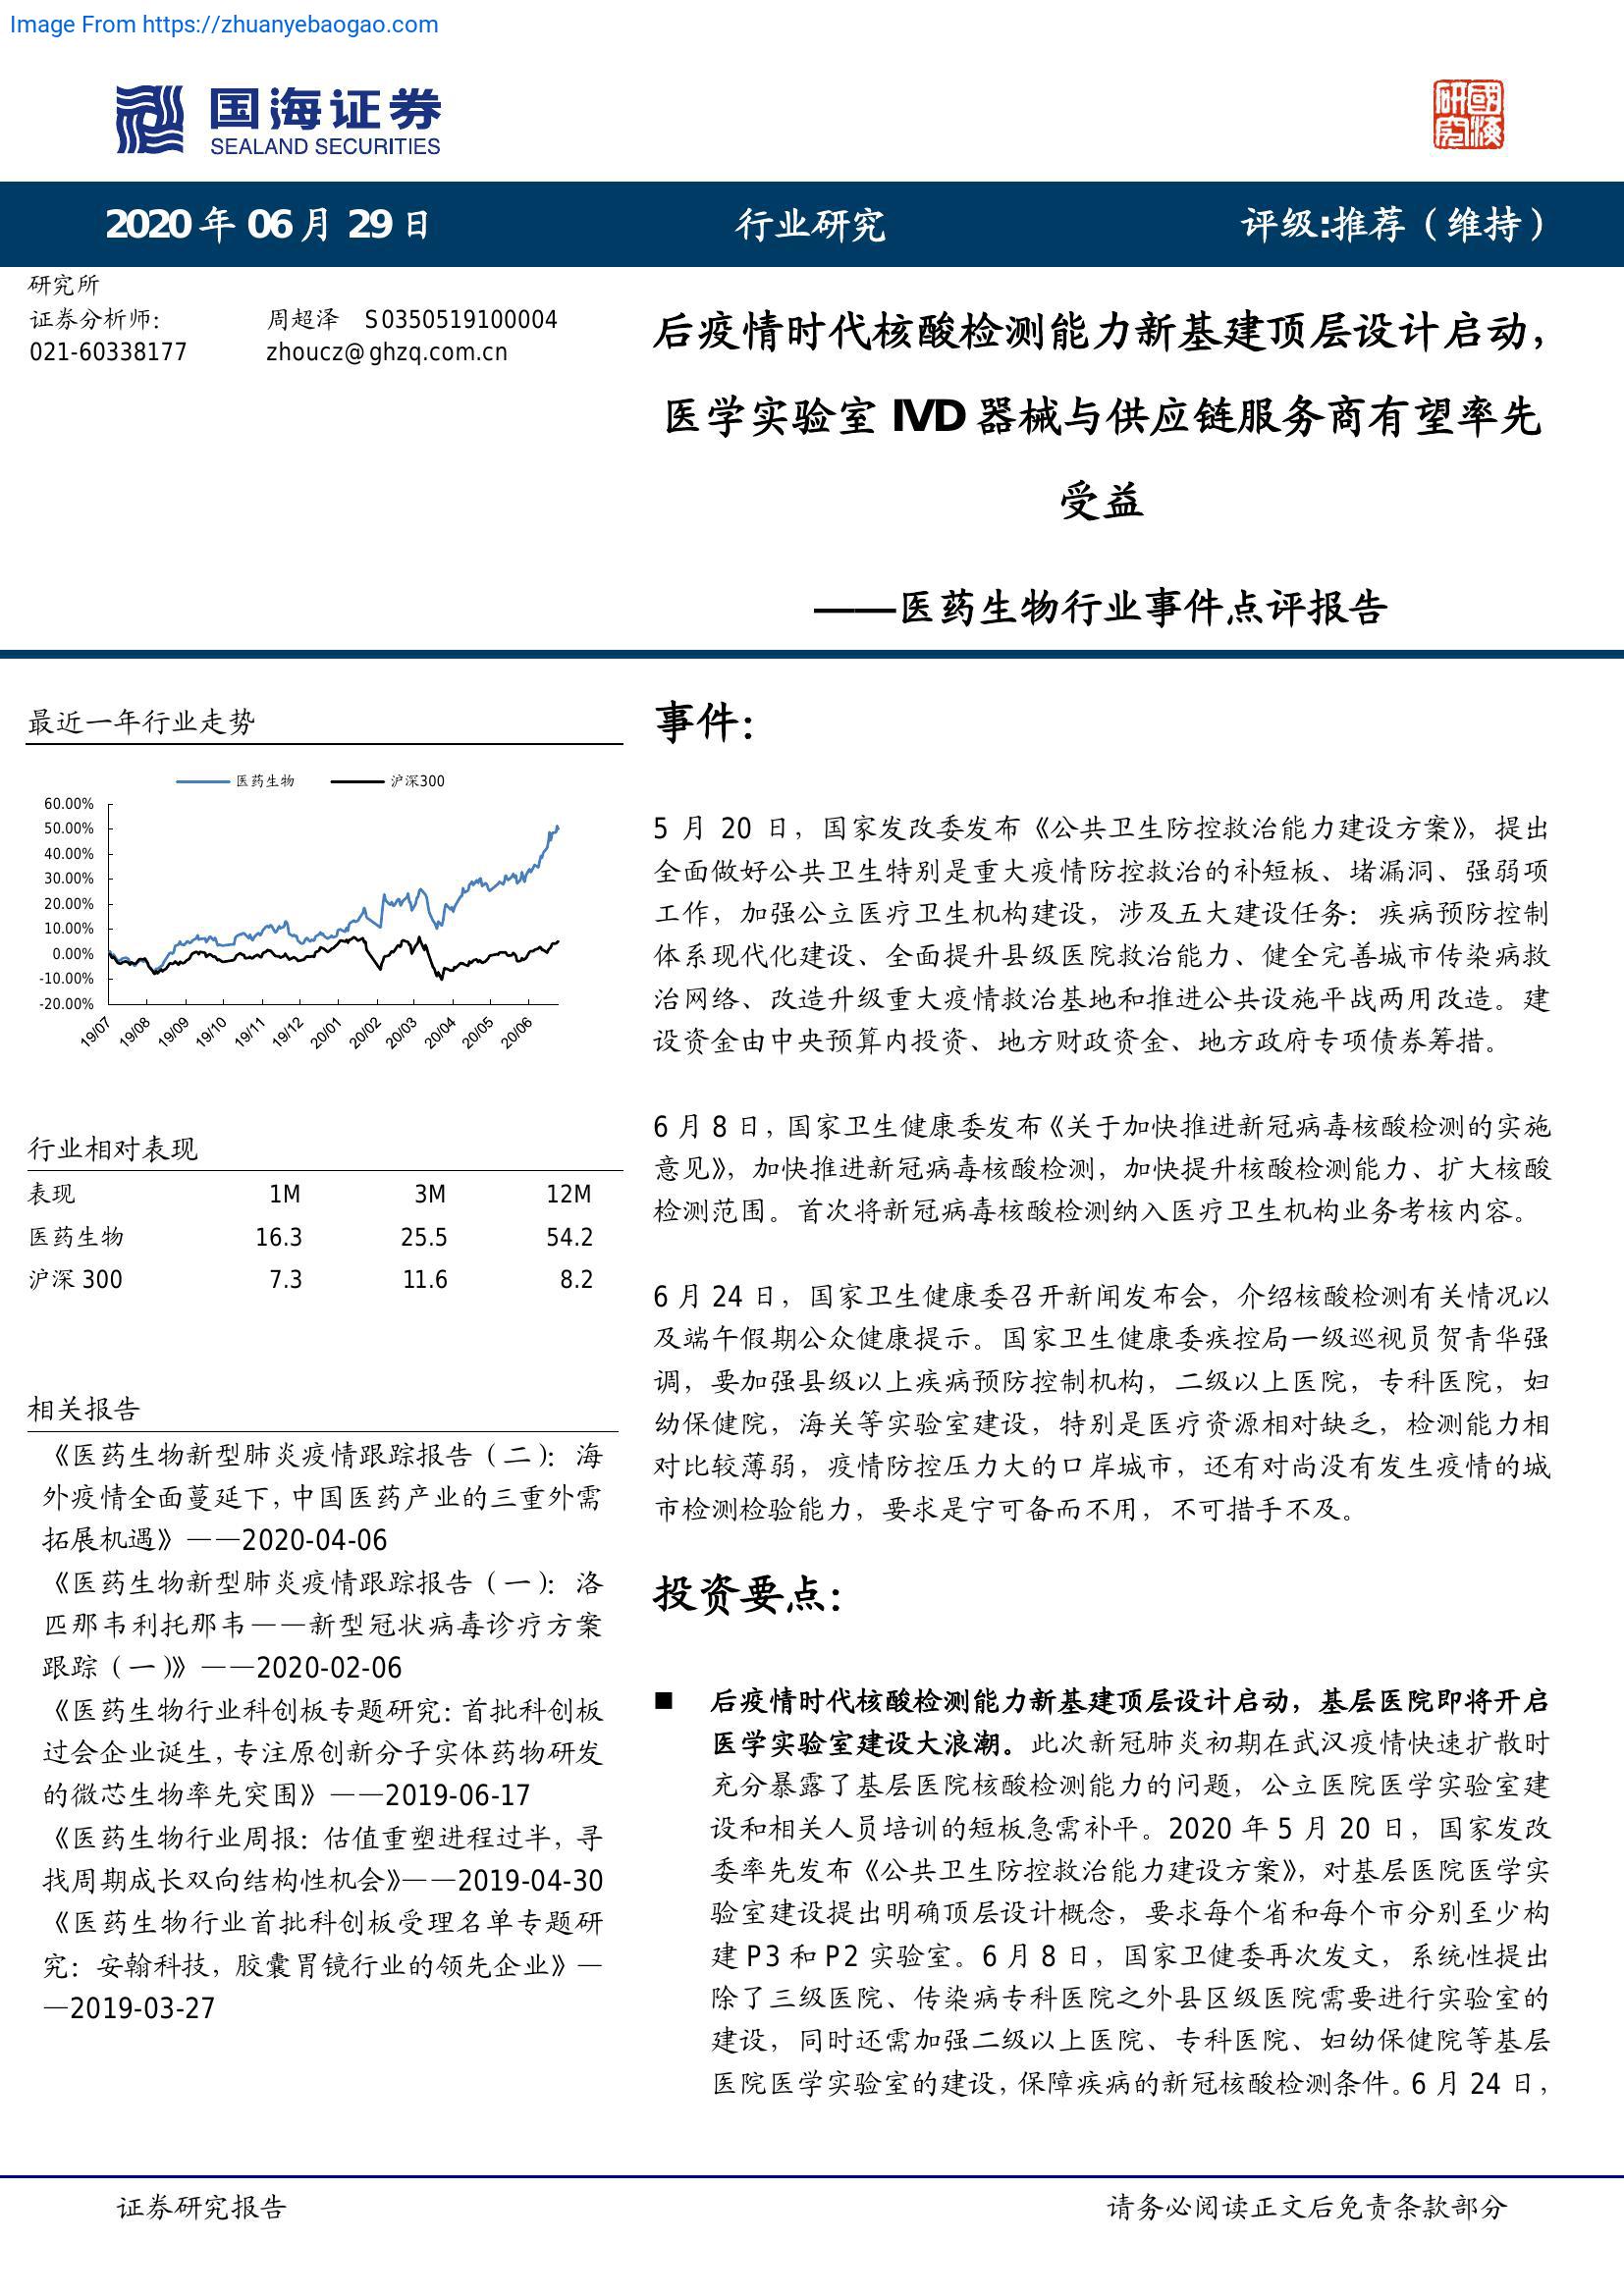 Image From https://zhuanyebaogao.com
国海证券
SEALAND SECURITIES
研國
究海
2020 年 06 月 29 日 行业研究 评级:推荐（维持）
研究所
证券分析师： 周超泽 S0350519100004
021-60338177 zhoucz@ghzq.com.cn
后疫情时代核酸检测能力新基建顶层设计启动，
医学实验室 IVD 器械与供应链服务商有望率先
受益
——医药生物行业事件点评报告
最近一年行业走势
医药生物 沪深300
60.00%
50.00%
40.00%
30.00%
20.00%
10.00%
0.00%
-10.00%
-20.00%
19/07 19/08 19/09 19/10 19/11 19/12 20/01 20/02 20/03 20/04 20/05 20/06
行业相对表现
表现 1M 3M 12M
医药生物 16.3 25.5 54.2
沪深 300 7.3 11.6 8.2
相关报告
《医药生物新型肺炎疫情跟踪报告（二）：海
外疫情全面蔓延下，中国医药产业的三重外需
拓展机遇》——2020-04-06
《医药生物新型肺炎疫情跟踪报告（一）：洛
匹那韦利托那韦——新型冠状病毒诊疗方案
跟踪（一）》——2020-02-06
《医药生物行业科创板专题研究：首批科创板
过会企业诞生，专注原创新分子实体药物研发
的微芯生物率先突围》——2019-06-17
《医药生物行业周报：估值重塑进程过半，寻
找周期成长双向结构性机会》——2019-04-30
《医药生物行业首批科创板受理名单专题研
究：安翰科技，胶囊胃镜行业的领先企业》—
—2019-03-27
事件：
5 月 20 日，国家发改委发布《公共卫生防控救治能力建设方案》，提出
全面做好公共卫生特别是重大疫情防控救治的补短板、堵漏洞、强弱项
工作，加强公立医疗卫生机构建设，涉及五大建设任务：疾病预防控制
体系现代化建设、全面提升县级医院救治能力、健全完善城市传染病救
治网络、改造升级重大疫情救治基地和推进公共设施平战两用改造。建
设资金由中央预算内投资、地方财政资金、地方政府专项债券筹措。
6 月 8 日，国家卫生健康委发布《关于加快推进新冠病毒核酸检测的实施
意见》，加快推进新冠病毒核酸检测，加快提升核酸检测能力、扩大核酸
检测范围。首次将新冠病毒核酸检测纳入医疗卫生机构业务考核内容。
6 月 24 日，国家卫生健康委召开新闻发布会，介绍核酸检测有关情况以
及端午假期公众健康提示。国家卫生健康委疾控局一级巡视员贺青华强
调，要加强县级以上疾病预防控制机构，二级以上医院，专科医院，妇
幼保健院，海关等实验室建设，特别是医疗资源相对缺乏，检测能力相
对比较薄弱，疫情防控压力大的口岸城市，还有对尚没有发生疫情的城
市检测检验能力，要求是宁可备而不用，不可措手不及。
投资要点：
■ 后疫情时代核酸检测能力新基建顶层设计启动，基层医院即将开启
医学实验室建设大浪潮。此次新冠肺炎初期在武汉疫情快速扩散时
充分暴露了基层医院核酸检测能力的问题，公立医院医学实验室建
设和相关人员培训的短板急需补平。2020 年 5 月 20 日，国家发改
委率先发布《公共卫生防控救治能力建设方案》，对基层医院医学实
验室建设提出明确顶层设计概念，要求每个省和每个市分别至少构
建 P3 和 P2 实验室。6 月 8 日，国家卫健委再次发文，系统性提出
除了三级医院、传染病专科医院之外县区级医院需要进行实验室的
建设，同时还需加强二级以上医院、专科医院、妇幼保健院等基层
医院医学实验室的建设，保障疾病的新冠核酸检测条件。6 月 24 日，
证券研究报告 请务必阅读正文后免责条款部分